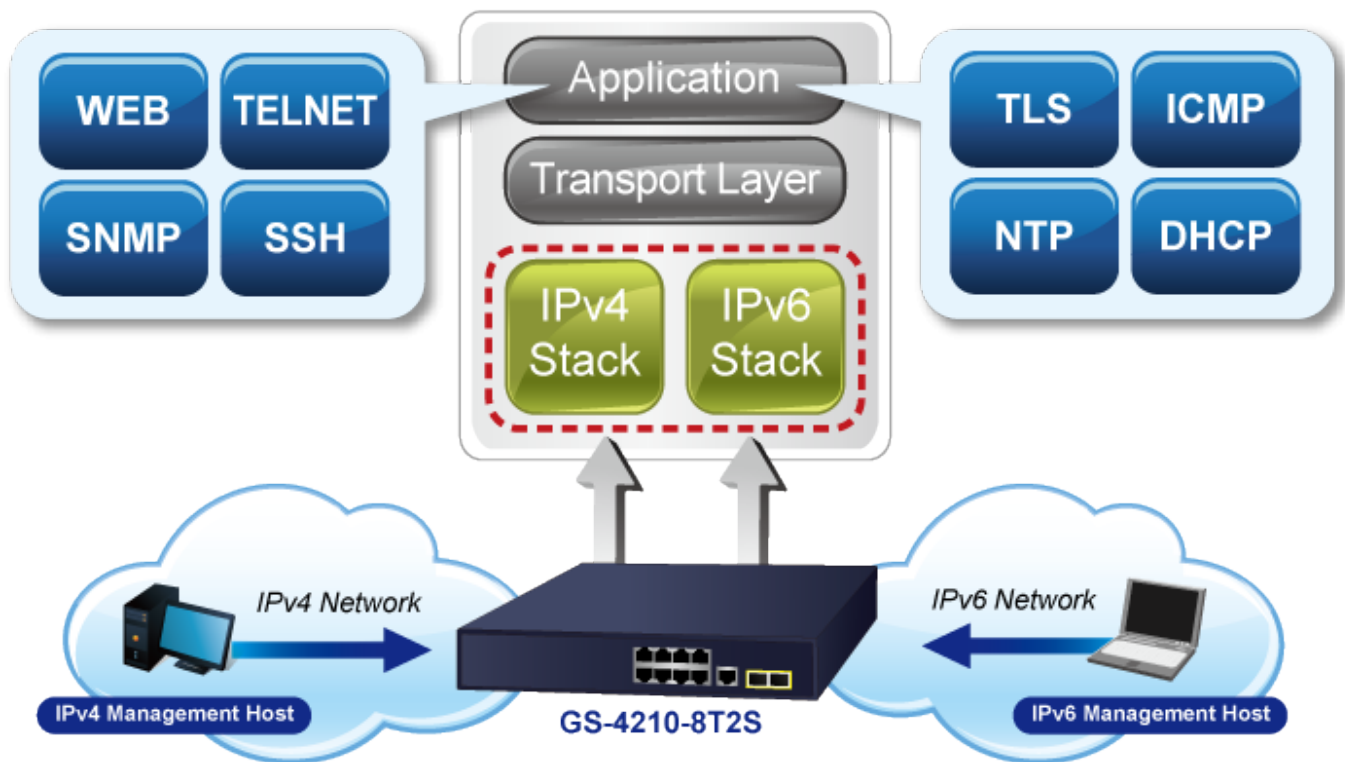 WEB
TELNET
SNMP
SSH
Application
Transport Layer
IPv4
Stack
IPv6
Stack
TLS
ICMP
NTP
DHCP
IPv4 Network
IPv4 Management Host
GS-4210-8T2S
IPv6 Network
IPv6 Management Host